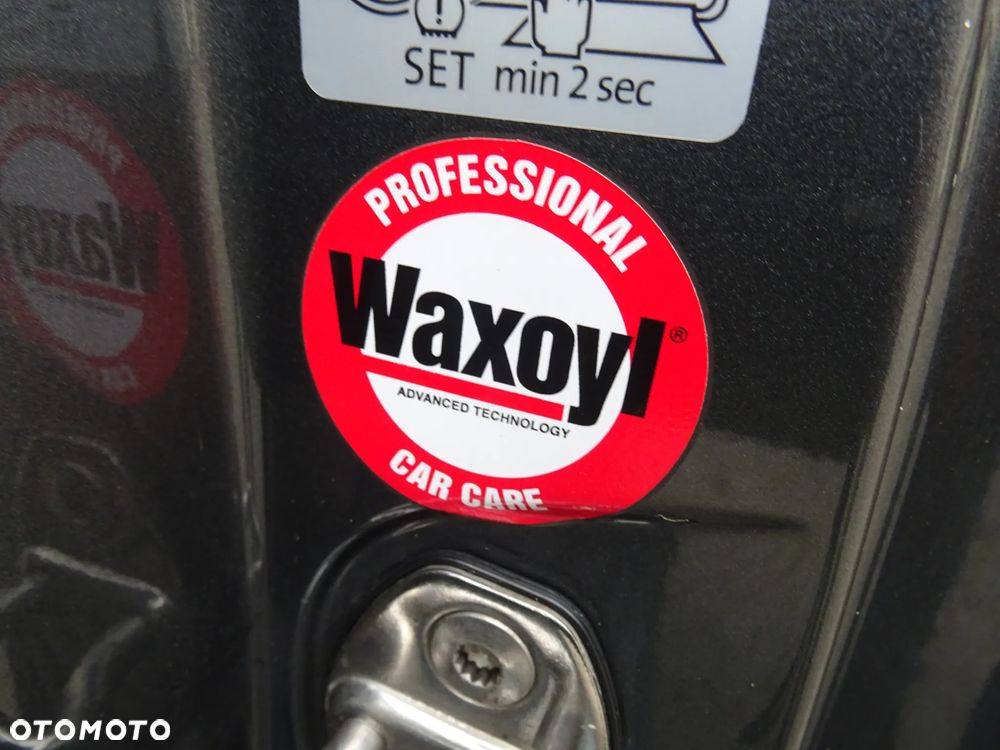 SET min 2 sec
PROFESSIONAL
Waxoyl®
ADVANCED TECHNOLOGY
CAR CARE
OTOMOTO